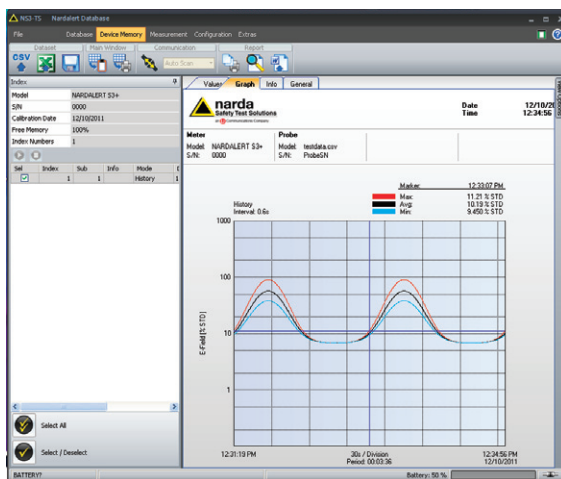 NS3-TS Nardalert Database
File Database Device Memory Measurement Configuration Extras
Dataset Main Window Communication Report
CSV Auto Scan
Index
Model NARDALERT S3+
S/N 0000
Calibration Date 12/10/2011
Free Memory 100%
Index Numbers 1
Sel Index Sub Info Mode
1 1 History
Select All
Select / Deselect
Values Graph Info General
narda
Safety Test Solutions
Date 12/10/20
Time 12:34:56
Meter Probe
Model: NARDALERT S3+ Model: testdata.csv
S/N: 0000 S/N: ProbeSN
Marker: 12:33:07 PM
Max: 11.21 % STD
Avg: 10.19 % STD
Min: 9.450 % STD
History
Interval: 0.6s
1000
100
10
1
E-Field [% STD]
12:31:19 PM 30s / Division 12:34:56 PM
Period: 00:03:36 12/10/2011
BATTERY? Battery: 50 %